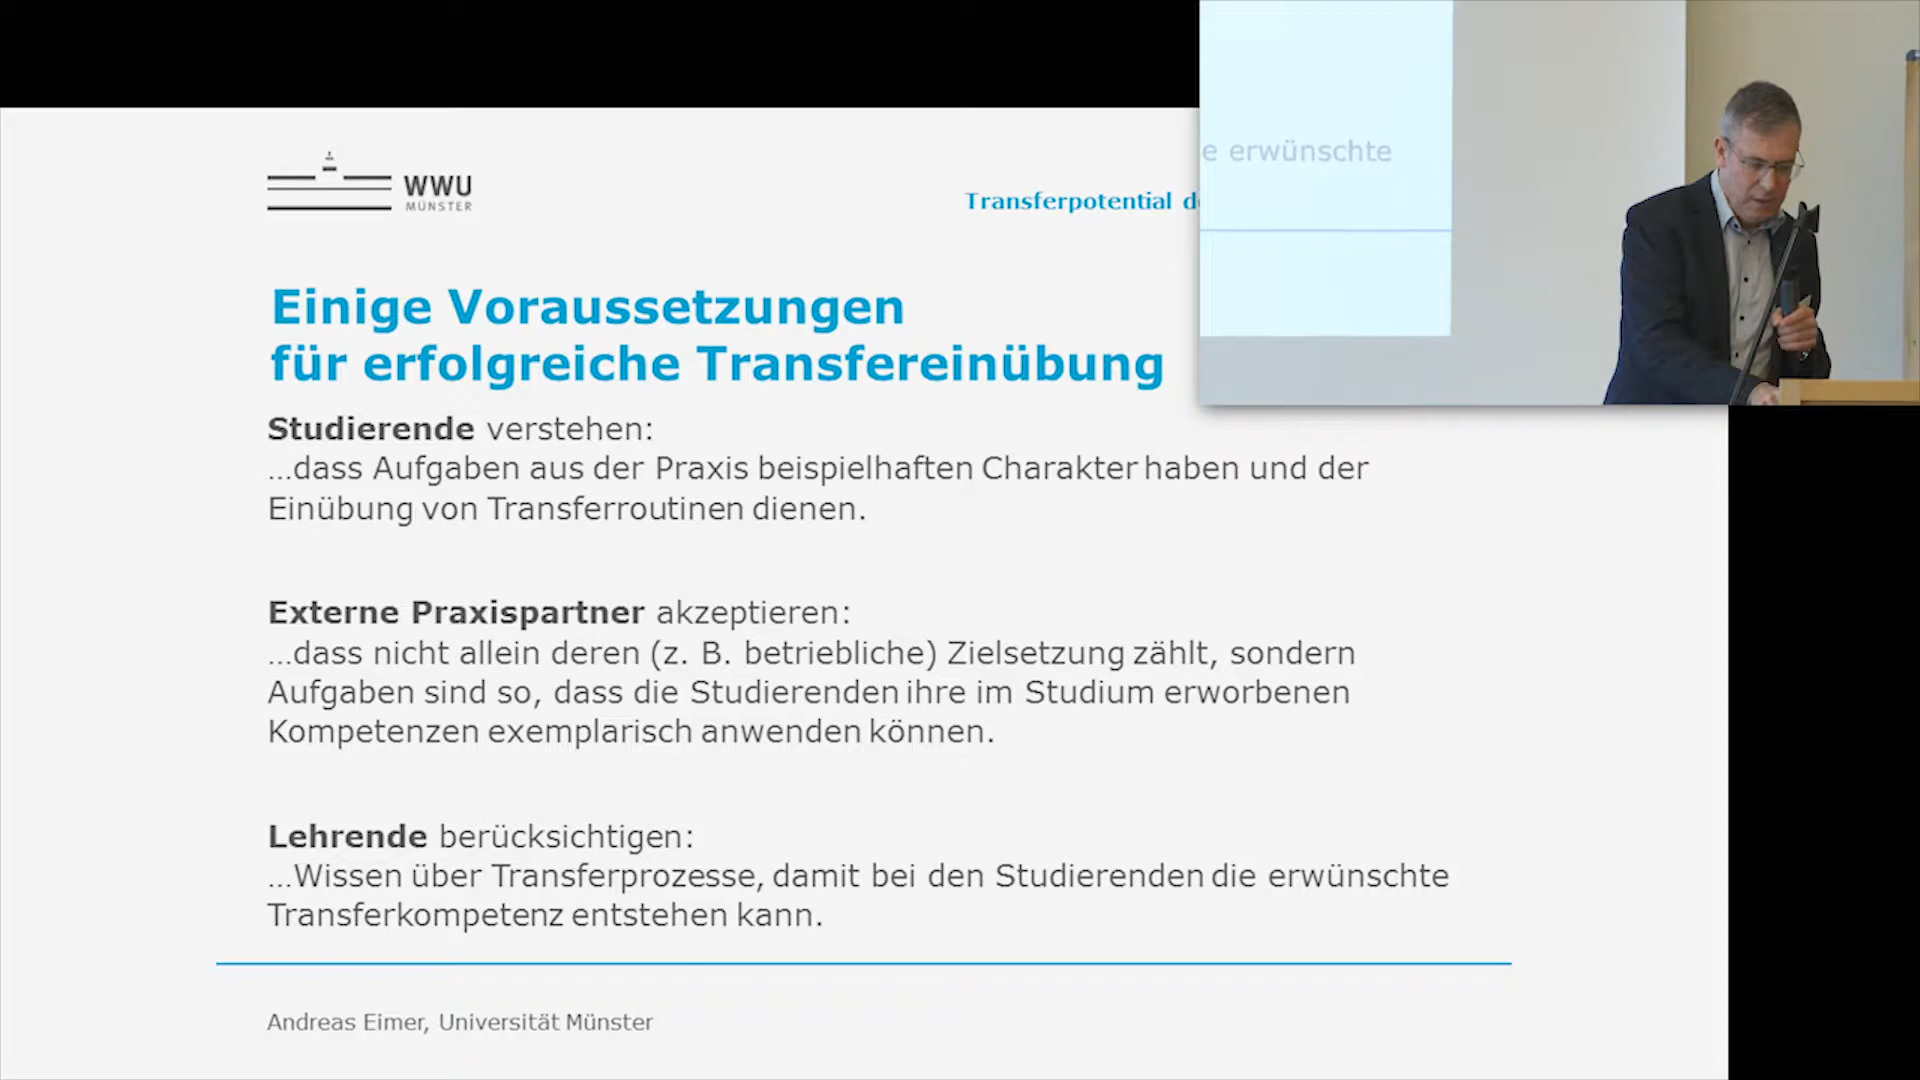 WWU
MÜNSTER
Transferpotential
e erwünschte
Einige Voraussetzungen
für erfolgreiche Transfereinübung
Studierende verstehen:
...dass Aufgaben aus der Praxis beispielhaften Charakter haben und der
Einübung von Transferroutinen dienen.
Externe Praxispartner akzeptieren:
...dass nicht allein deren (z. B. betriebliche) Zielsetzung zählt, sondern
Aufgaben sind so, dass die Studierenden ihre im Studium erworbenen
Kompetenzen exemplarisch anwenden können.
Lehrende berücksichtigen:
...Wissen über Transferprozesse, damit bei den Studierenden die erwünschte
Transferkompetenz entstehen kann.
Andreas Eimer, Universität Münster